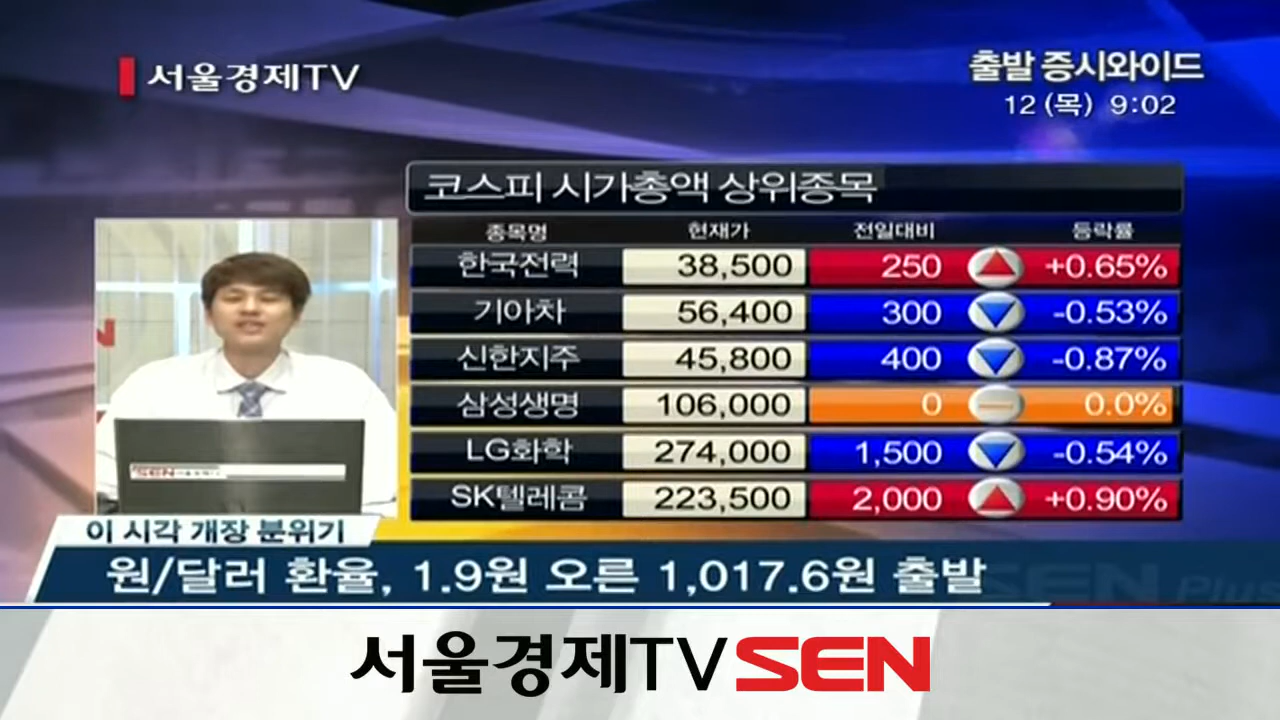 서울경제TV
출발 증시와이드
12 (목) 9:02
코스피 시가총액 상위종목
종목명 현재가 전일대비 등락률
한국전력 38,500 250 +0.65%
기아차 56,400 300 -0.53%
신한지주 45,800 400 -0.87%
삼성생명 106,000 0 0.0%
LG화학 274,000 1,500 -0.54%
SK텔레콤 223,500 2,000 +0.90%
SEN
이 시각 개장 분위기
원/달러 환율, 1.9원 오른 1,017.6원 출발
SEN Plus
서울경제TV SEN